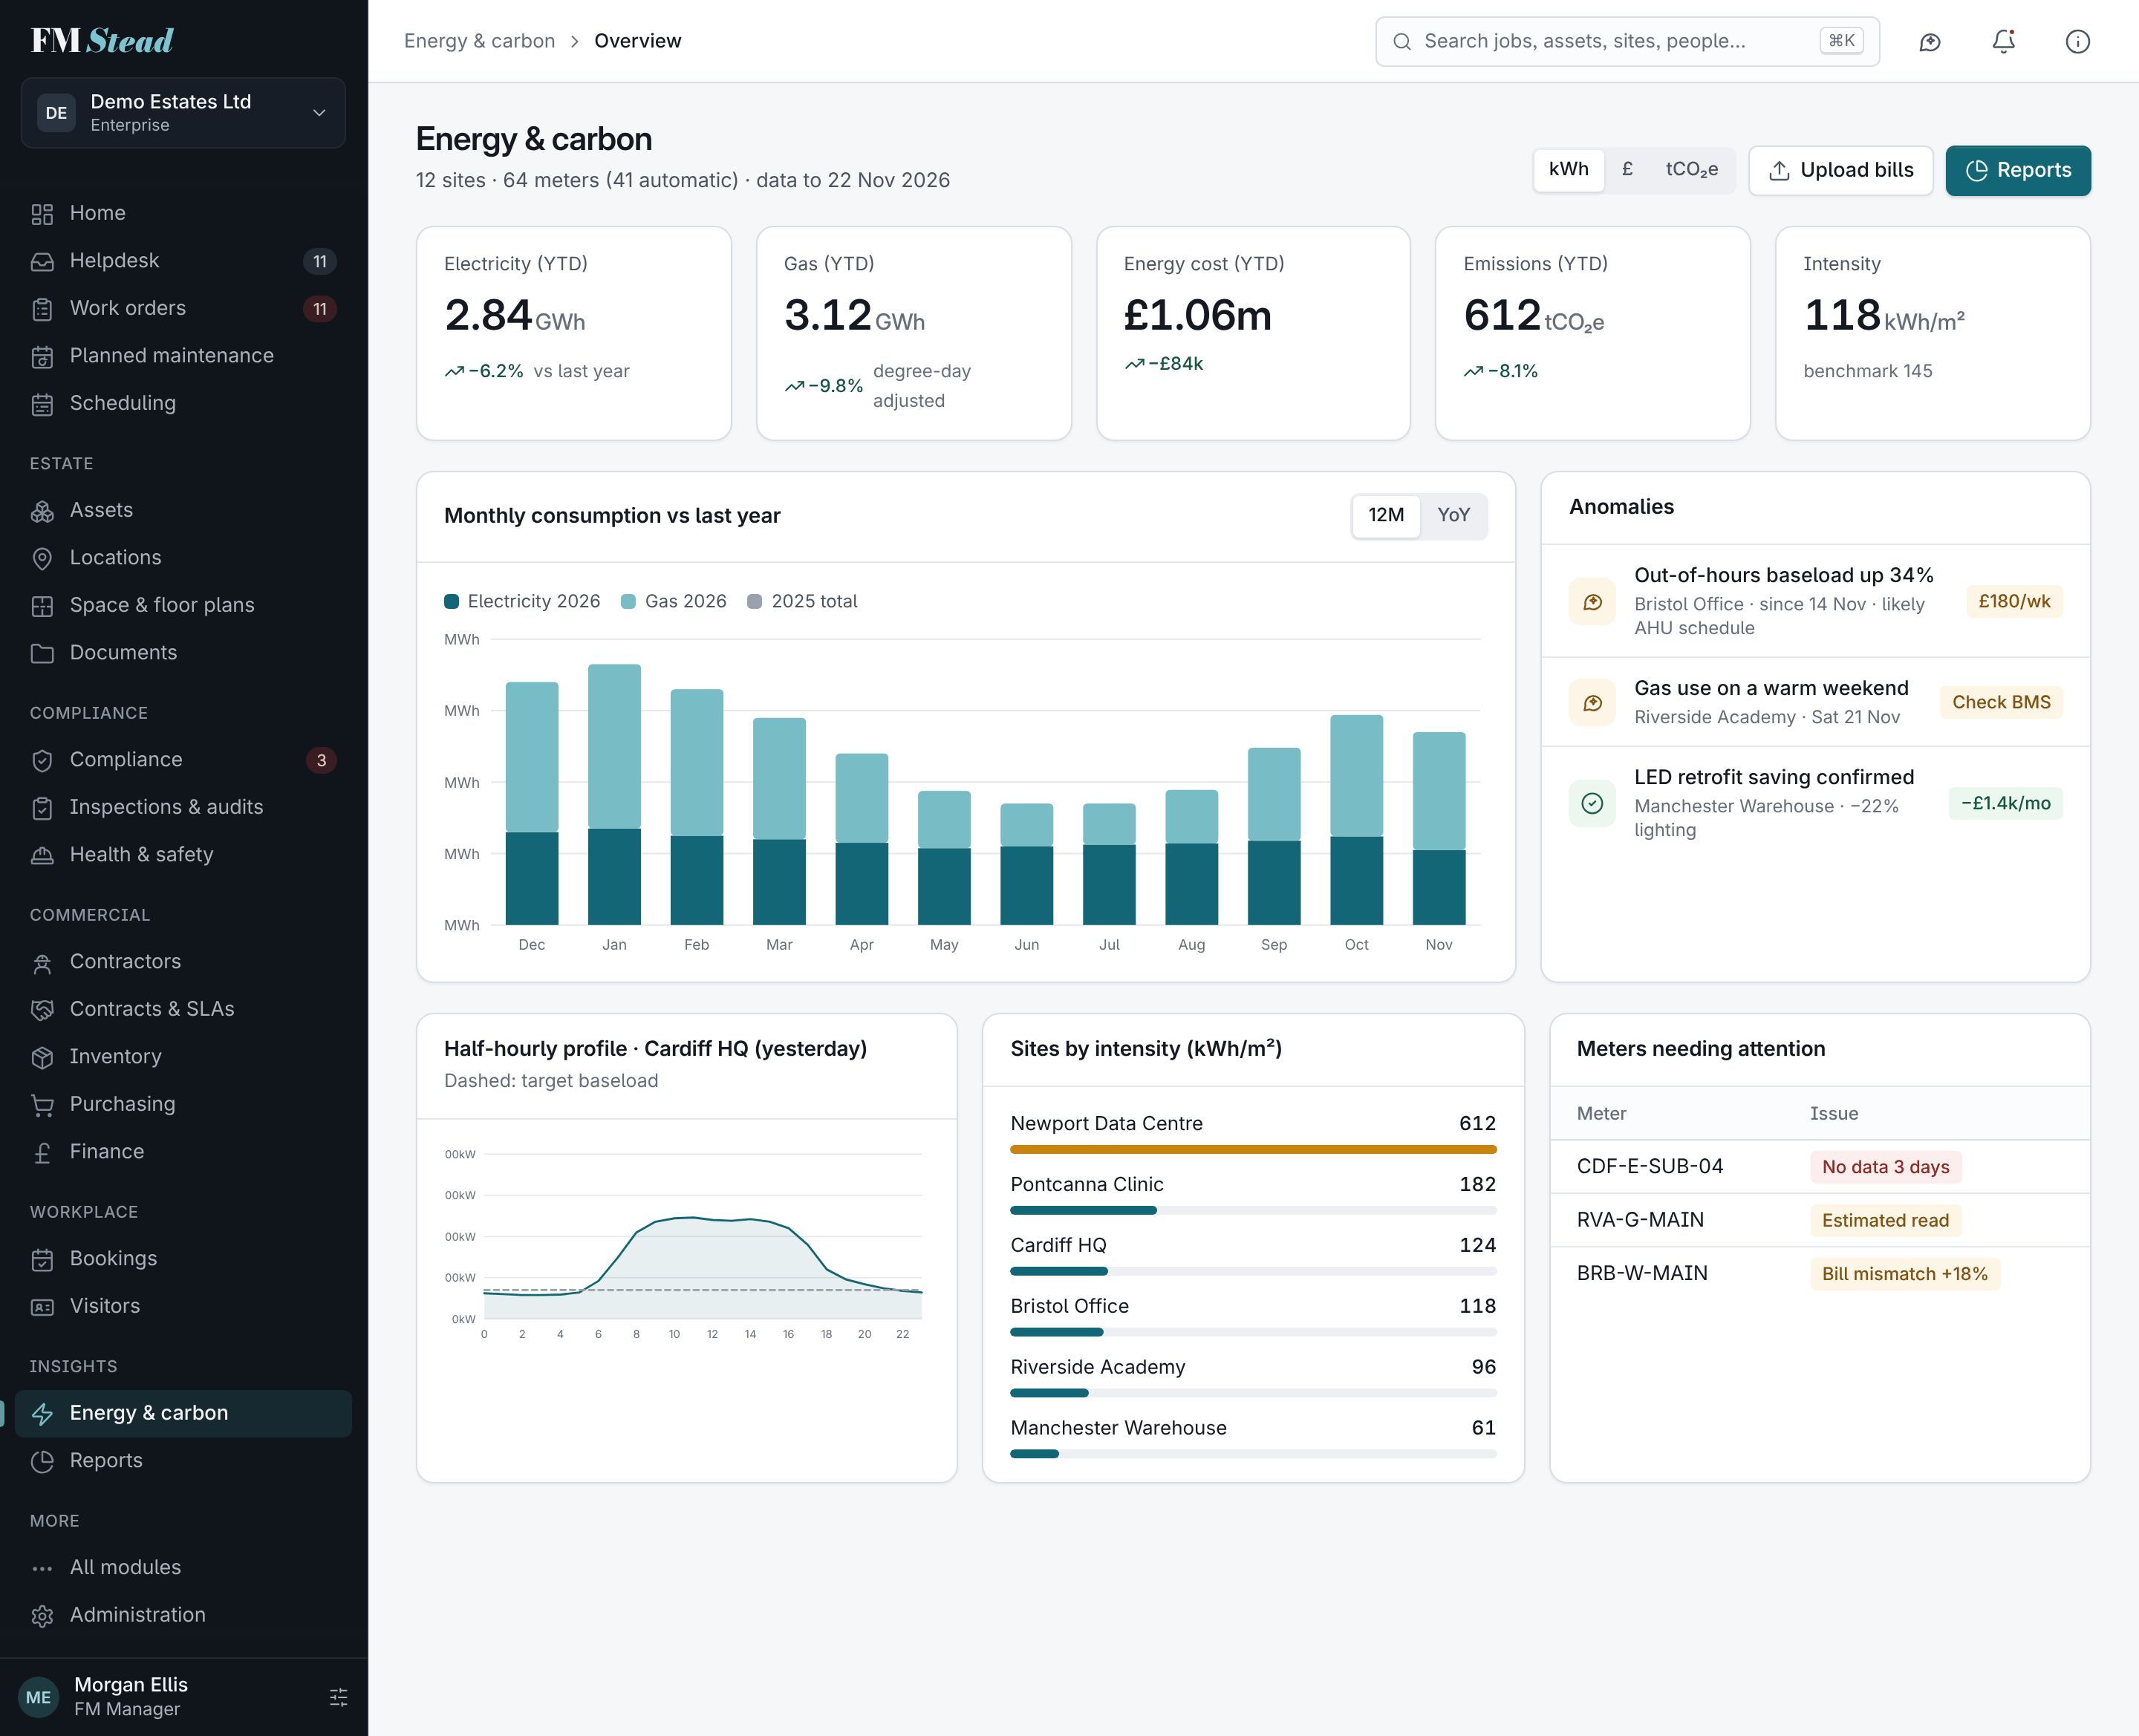 FM Stead
DE
Demo Estates Ltd
Enterprise
Home
Helpdesk 11
Work orders 11
Planned maintenance
Scheduling
ESTATE
Assets
Locations
Space & floor plans
Documents
COMPLIANCE
Compliance 3
Inspections & audits
Health & safety
COMMERCIAL
Contractors
Contracts & SLAs
Inventory
Purchasing
Finance
WORKPLACE
Bookings
Visitors
INSIGHTS
Energy & carbon
Reports
MORE
All modules
Administration
ME
Morgan Ellis
FM Manager
Energy & carbon > Overview
Search jobs, assets, sites, people... ⌘K
Energy & carbon
12 sites · 64 meters (41 automatic) · data to 22 Nov 2026
kWh £ tCO₂e
Upload bills
Reports
Electricity (YTD)
2.84 GWh
−6.2% vs last year
Gas (YTD)
3.12 GWh
−9.8% degree-day
adjusted
Energy cost (YTD)
£1.06m
−£84k
Emissions (YTD)
612 tCO₂e
−8.1%
Intensity
118 kWh/m²
benchmark 145
Monthly consumption vs last year
12M YoY
Electricity 2026 Gas 2026 2025 total
MWh
MWh
MWh
MWh
MWh
Dec Jan Feb Mar Apr May Jun Jul Aug Sep Oct Nov
Anomalies
Out-of-hours baseload up 34%
Bristol Office · since 14 Nov · likely
AHU schedule
£180/wk
Gas use on a warm weekend
Riverside Academy · Sat 21 Nov
Check BMS
LED retrofit saving confirmed
Manchester Warehouse · −22%
lighting
−£1.4k/mo
Half-hourly profile · Cardiff HQ (yesterday)
Dashed: target baseload
00kW
00kW
00kW
00kW
0kW
0 2 4 6 8 10 12 14 16 18 20 22
Sites by intensity (kWh/m²)
Newport Data Centre 612
Pontcanna Clinic 182
Cardiff HQ 124
Bristol Office 118
Riverside Academy 96
Manchester Warehouse 61
Meters needing attention
Meter Issue
CDF-E-SUB-04 No data 3 days
RVA-G-MAIN Estimated read
BRB-W-MAIN Bill mismatch +18%